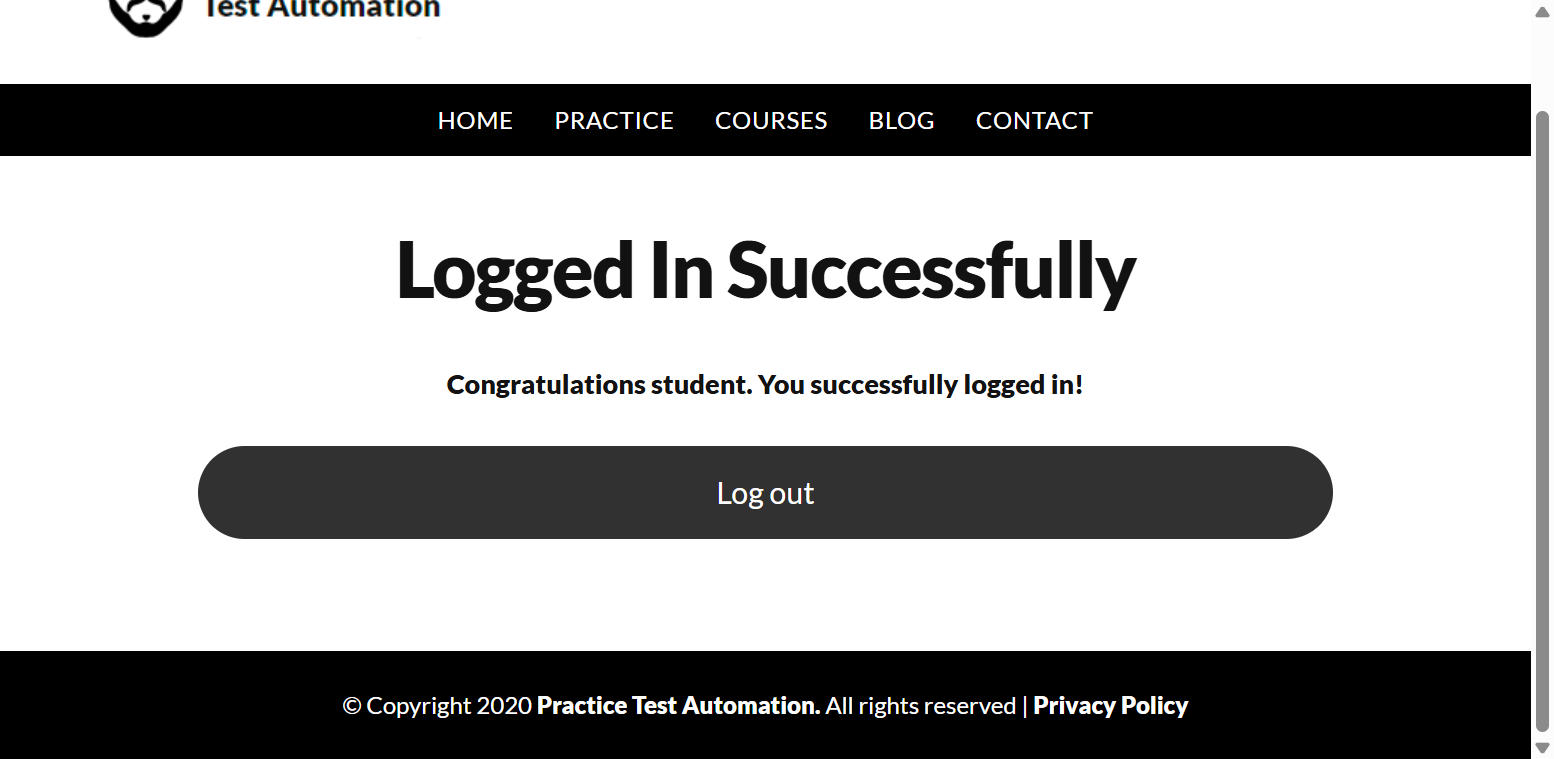 Test Automation
HOME PRACTICE COURSES BLOG CONTACT
Logged In Successfully
Congratulations student. You successfully logged in!
Log out
© Copyright 2020 Practice Test Automation. All rights reserved | Privacy Policy